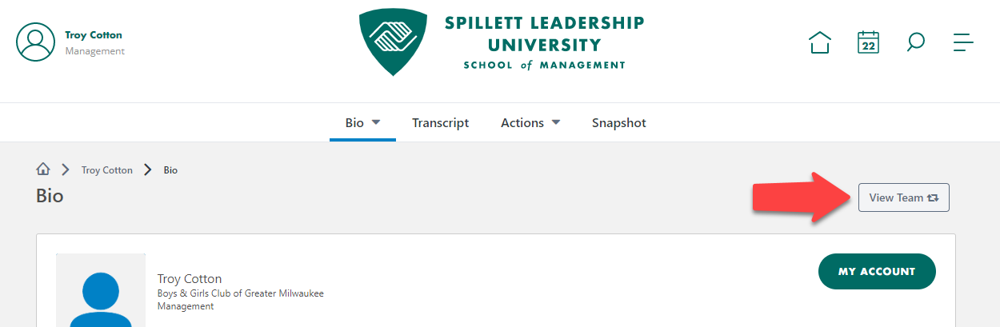 Troy Cotton
Management
SPILLETT LEADERSHIP
UNIVERSITY
SCHOOL of MANAGEMENT
22
Bio
Transcript
Actions
Snapshot
Troy Cotton
Bio
Bio
View Team
Troy Cotton
Boys & Girls Club of Greater Milwaukee
Management
MY ACCOUNT